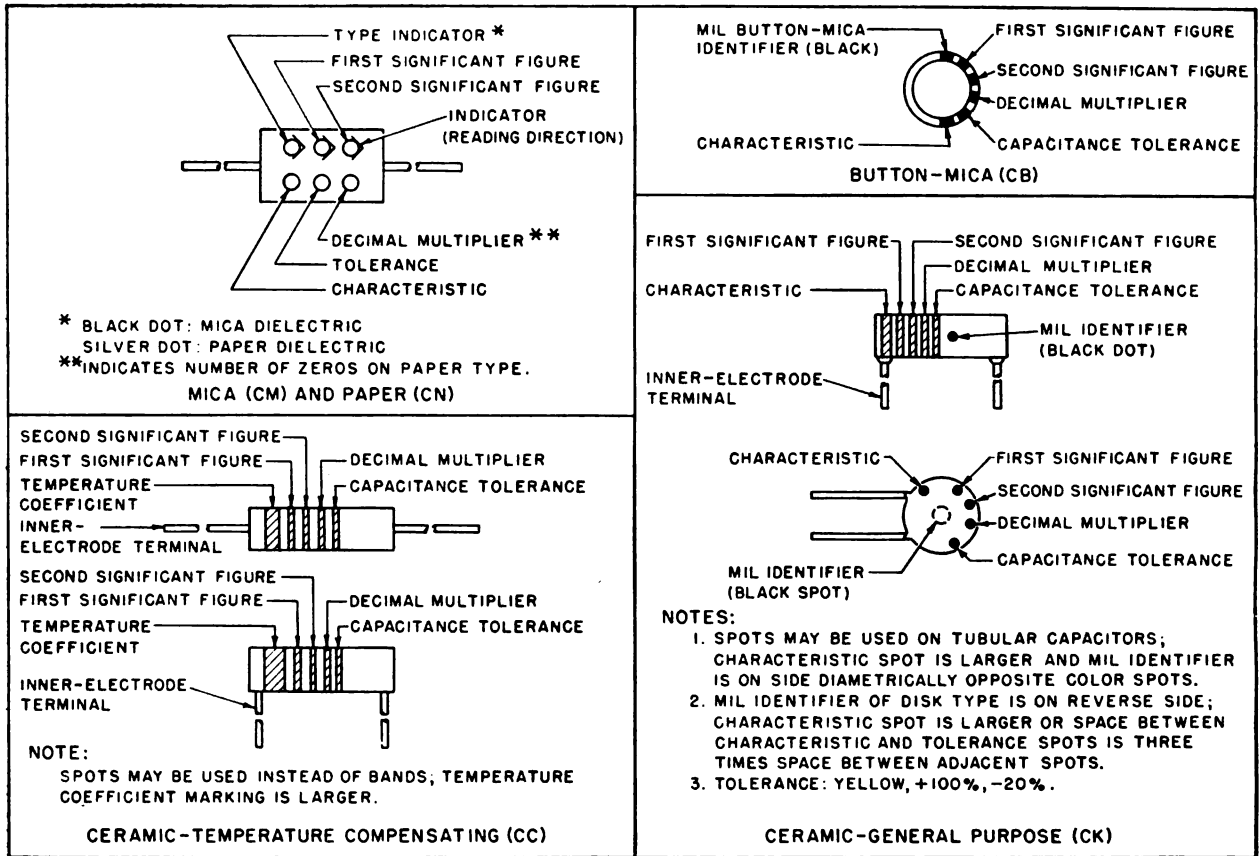 TYPE INDICATOR *
FIRST SIGNIFICANT FIGURE
SECOND SIGNIFICANT FIGURE
INDICATOR
(READING DIRECTION)
DECIMAL MULTIPLIER **
TOLERANCE
CHARACTERISTIC
* BLACK DOT: MICA DIELECTRIC
SILVER DOT: PAPER DIELECTRIC
**INDICATES NUMBER OF ZEROS ON PAPER TYPE.
MICA (CM) AND PAPER (CN)
MIL BUTTON-MICA
IDENTIFIER (BLACK)
FIRST SIGNIFICANT FIGURE
SECOND SIGNIFICANT FIGURE
DECIMAL MULTIPLIER
CHARACTERISTIC
CAPACITANCE TOLERANCE
BUTTON-MICA (CB)
SECOND SIGNIFICANT FIGURE
FIRST SIGNIFICANT FIGURE
DECIMAL MULTIPLIER
TEMPERATURE
COEFFICIENT
CAPACITANCE TOLERANCE
INNER-
ELECTRODE TERMINAL
SECOND SIGNIFICANT FIGURE
FIRST SIGNIFICANT FIGURE
DECIMAL MULTIPLIER
TEMPERATURE
COEFFICIENT
CAPACITANCE TOLERANCE
INNER-ELECTRODE
TERMINAL
NOTE:
SPOTS MAY BE USED INSTEAD OF BANDS; TEMPERATURE
COEFFICIENT MARKING IS LARGER.
CERAMIC-TEMPERATURE COMPENSATING (CC)
FIRST SIGNIFICANT FIGURE
SECOND SIGNIFICANT FIGURE
DECIMAL MULTIPLIER
CHARACTERISTIC
CAPACITANCE TOLERANCE
MIL IDENTIFIER
(BLACK DOT)
INNER-ELECTRODE
TERMINAL
CHARACTERISTIC
FIRST SIGNIFICANT FIGURE
SECOND SIGNIFICANT FIGURE
DECIMAL MULTIPLIER
CAPACITANCE TOLERANCE
MIL IDENTIFIER
(BLACK SPOT)
NOTES:
1. SPOTS MAY BE USED ON TUBULAR CAPACITORS;
CHARACTERISTIC SPOT IS LARGER AND MIL IDENTIFIER
IS ON SIDE DIAMETRICALLY OPPOSITE COLOR SPOTS.
2. MIL IDENTIFIER OF DISK TYPE IS ON REVERSE SIDE;
CHARACTERISTIC SPOT IS LARGER OR SPACE BETWEEN
CHARACTERISTIC AND TOLERANCE SPOTS IS THREE
TIMES SPACE BETWEEN ADJACENT SPOTS.
3. TOLERANCE: YELLOW, +100%, -20%.
CERAMIC-GENERAL PURPOSE (CK)